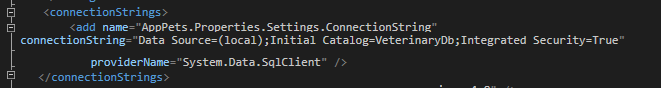 <connectionStrings>
<add name="AppPets.Properties.Settings.ConnectionString"
connectionString="Data Source=(local);Initial Catalog=VeterinaryDb;Integrated Security=True"
providerName="System.Data.SqlClient" />
</connectionStrings>